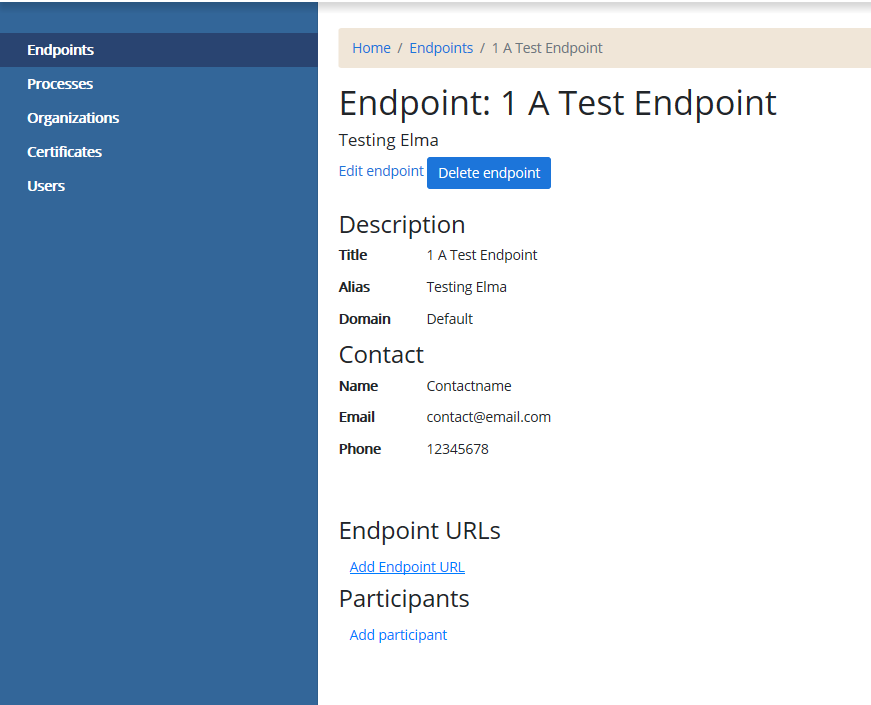 Endpoints
Processes
Organizations
Certificates
Users
Home / Endpoints / 1 A Test Endpoint
Endpoint: 1 A Test Endpoint
Testing Elma
Edit endpoint Delete endpoint
Description
Title 1 A Test Endpoint
Alias Testing Elma
Domain Default
Contact
Name Contactname
Email contact@email.com
Phone 12345678
Endpoint URLs
Add Endpoint URL
Participants
Add participant